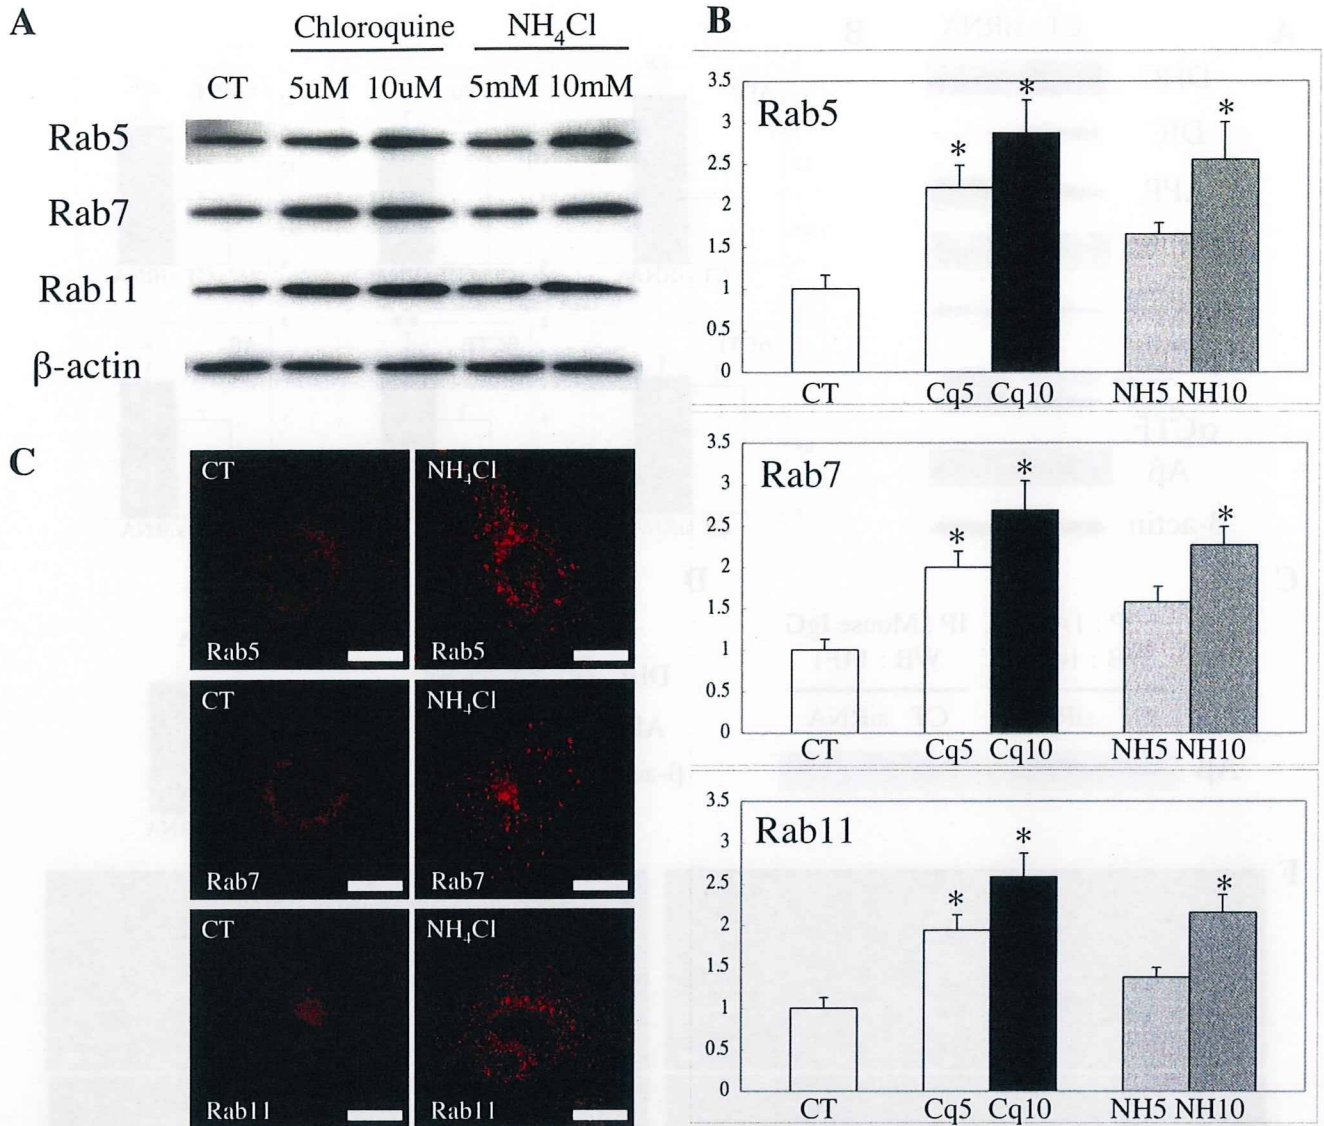 A
Chloroquine NH4Cl
CT 5uM 10uM 5mM 10mM
Rab5
Rab7
Rab11
β-actin
B
Rab5
3.5
3
2.5
2
1.5
1
0.5
0
* * *
CT Cq5 Cq10 NH5 NH10
Rab7
3.5
3
2.5
2
1.5
1
0.5
0
* * *
CT Cq5 Cq10 NH5 NH10
Rab11
3.5
3
2.5
2
1.5
1
0.5
0
* * *
CT Cq5 Cq10 NH5 NH10
C
CT NH4Cl
Rab5 Rab5
CT NH4Cl
Rab7 Rab7
CT NH4Cl
Rab11 Rab11